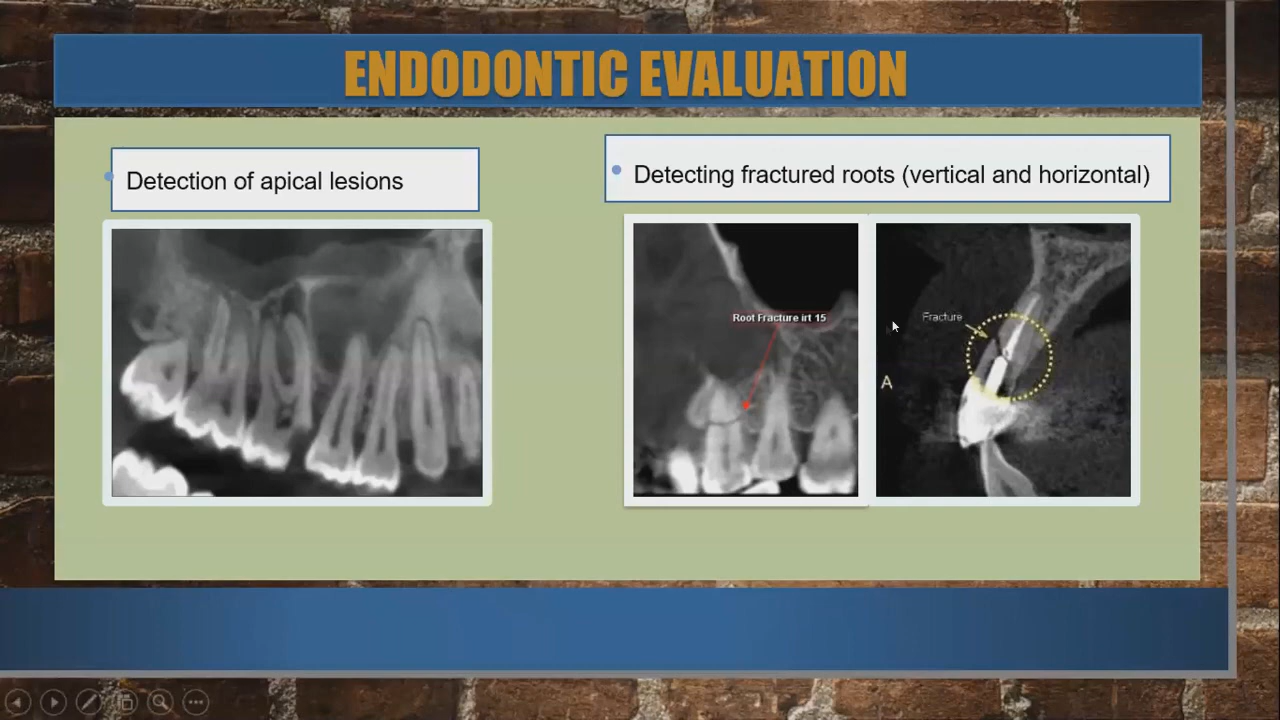 ENDODONTIC EVALUATION
Detection of apical lesions
Detecting fractured roots (vertical and horizontal)
Root Fracture irt 15
Fracture
A